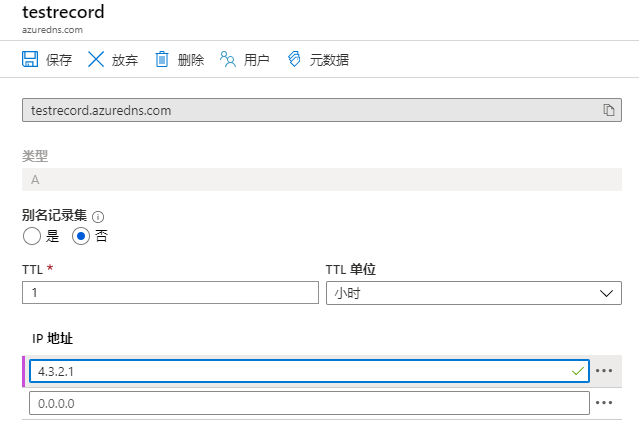 testrecord
azuredns.com
保存 放弃 删除 用户 元数据
testrecord.azuredns.com
类型
A
别名记录集
是 否
TTL * TTL 单位
1 小时
IP 地址
4.3.2.1
0.0.0.0